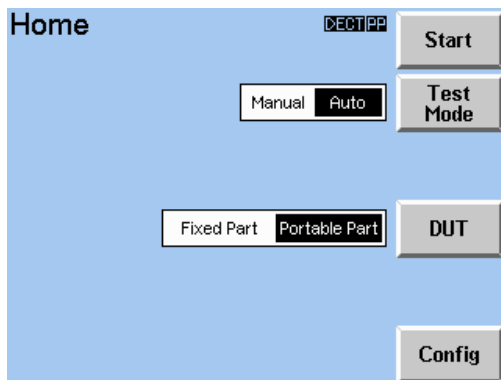 Home
DECT PP
Start
Manual Auto
Test
Mode
Fixed Part Portable Part
DUT
Config